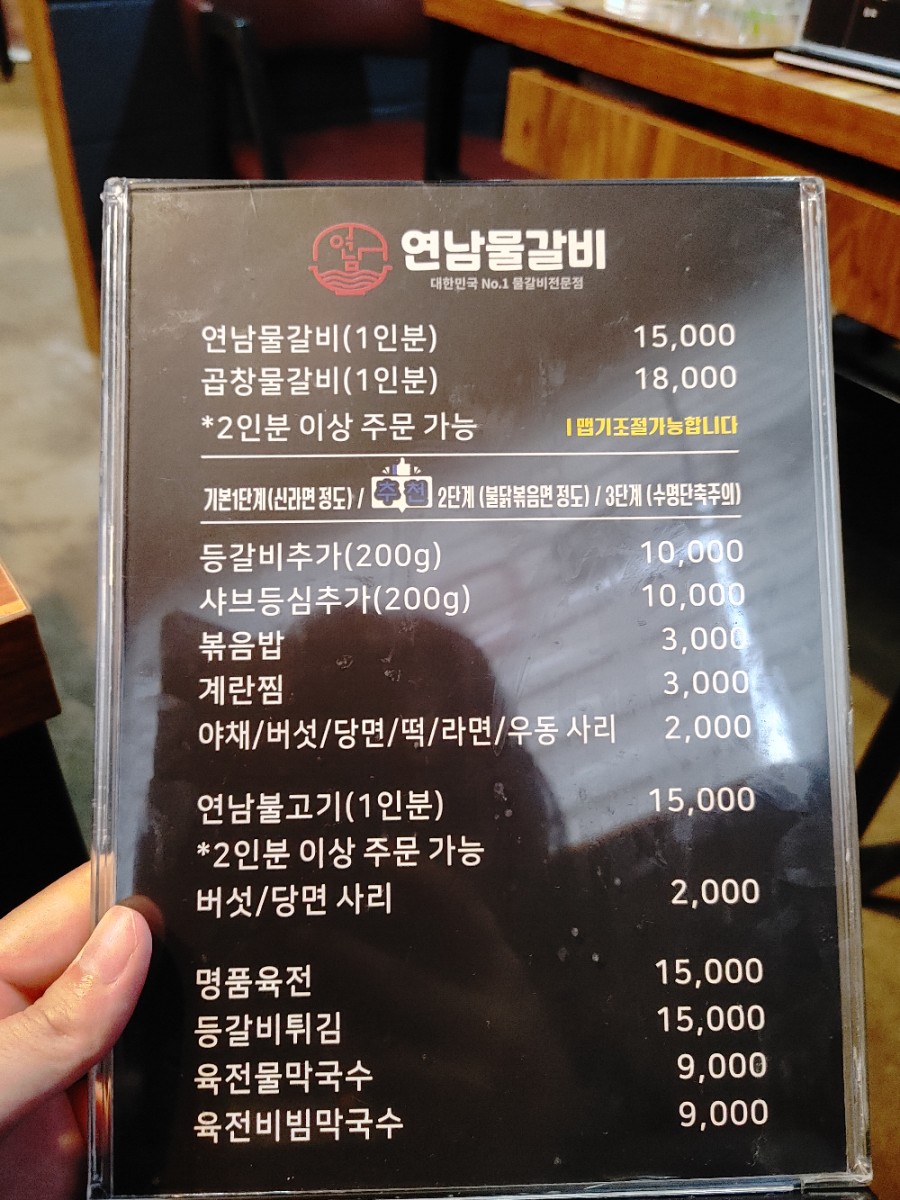 연남
연남물갈비
대한민국 No.1 물갈비전문점
연남물갈비(1인분) 15,000
곱창물갈비(1인분) 18,000
*2인분 이상 주문 가능 맵기조절가능합니다
기본1단계(신라면 정도) / 추천 2단계 (불닭볶음면 정도) / 3단계 (수명단축주의)
등갈비추가(200g) 10,000
샤브등심추가(200g) 10,000
볶음밥 3,000
계란찜 3,000
야채/버섯/당면/떡/라면/우동 사리 2,000
연남불고기(1인분) 15,000
*2인분 이상 주문 가능
버섯/당면 사리 2,000
명품육전 15,000
등갈비튀김 15,000
육전물막국수 9,000
육전비빔막국수 9,000